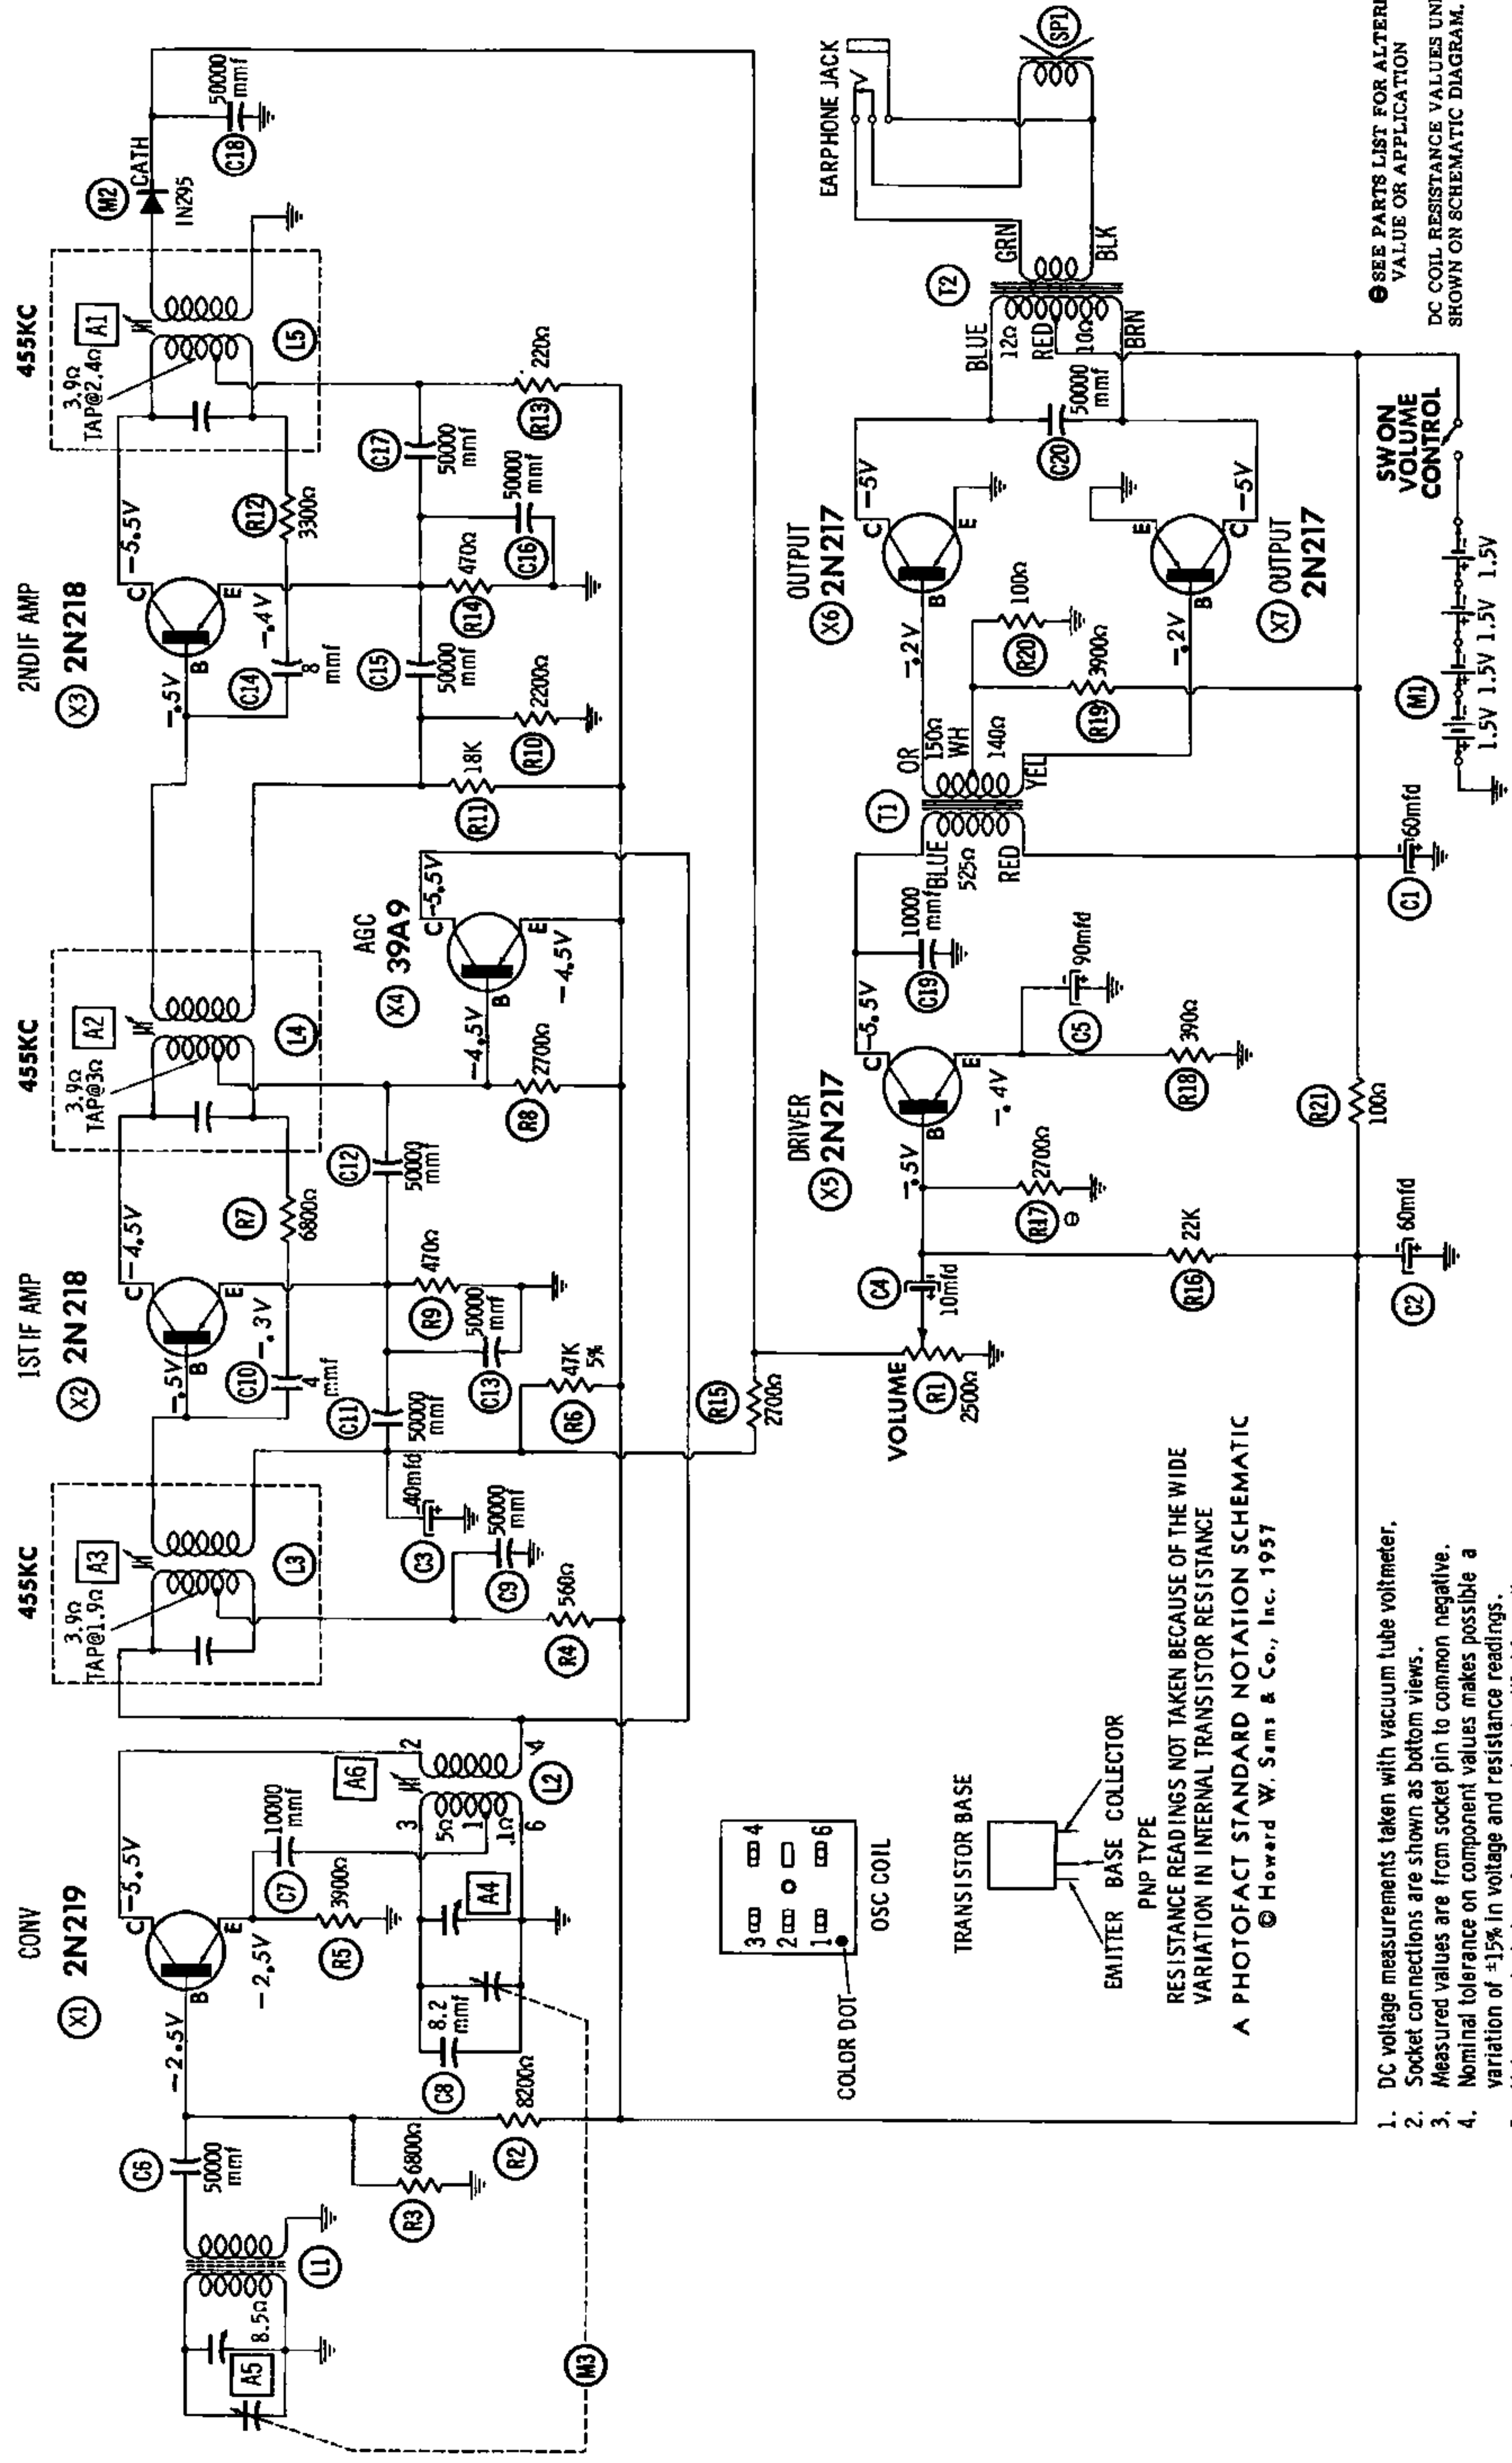 455KC
455KC
455KC
CONV
X1 2N219
1ST IF AMP
X2 2N218
2ND IF AMP
X3 2N218
3.9Ω
TAP@1.9Ω
A3
L3
3.9Ω
TAP@3Ω
A2
L4
3.9Ω
TAP@2.4Ω
A1
L5
M2
CATH
1N295
C18
50000
mmf
8.5Ω
A5
L1
C6
50000
mmf
-2.5V
B
C
-5.5V
E
-2.5V
C7
10000
mmf
R5
3900Ω
A6
3
2
5Ω
1
.1Ω
6
4
L2
A4
C8
8.2
mmf
R3
6800Ω
R2
8200Ω
M3
-.5V
B
C
-4.5V
E
-.3V
C10
4
mmf
R7
6800Ω
C11
50000
mmf
C12
50000
mmf
R9
470Ω
C13
50000
mmf
R6
47K
5%
C3
40mfd
C9
50000
mmf
R4
560Ω
R8
2700Ω
AGC
X4 39A9
-4.5V
B
C
-5.5V
E
-4.5V
-.5V
B
C
-5.5V
E
-.4V
C14
8
mmf
R12
3300Ω
C15
50000
mmf
C17
50000
mmf
R14
470Ω
C16
50000
mmf
R11
18K
R10
2200Ω
R13
220Ω
R15
2700Ω
VOLUME
R1
2500Ω
C4
10mfd
DRIVER
X5 2N217
-.5V
B
C
-5.5V
E
-.4V
R17
⊖
2700Ω
R16
22K
R18
390Ω
C5
90mfd
C19
10000
mmf
T1
BLUE
525Ω
RED
OR
150Ω
WH
140Ω
YEL
R20
100Ω
R19
3900Ω
OUTPUT
X6 2N217
-.2V
B
C
-5V
E
X7 OUTPUT
2N217
-.2V
B
C
-5V
E
C20
50000
mmf
T2
BLUE
12Ω
RED
10Ω
BRN
GRN
BLK
EARPHONE JACK
SP1
R21
100Ω
C2
60mfd
C1
60mfd
M1
1.5V 1.5V 1.5V 1.5V
SW ON
VOLUME
CONTROL
3
4
2
1
6
COLOR DOT
OSC COIL
TRANSISTOR BASE
EMITTER BASE COLLECTOR
PNP TYPE
RESISTANCE READINGS NOT TAKEN BECAUSE OF THE WIDE
VARIATION IN INTERNAL TRANSISTOR RESISTANCE
A PHOTOFACT STANDARD NOTATION SCHEMATIC
© Howard W. Sams & Co., Inc. 1957
1. DC voltage measurements taken with vacuum tube voltmeter.
2. Socket connections are shown as bottom views.
3. Measured values are from socket pin to common negative.
4. Nominal tolerance on component values makes possible a
variation of ±15% in voltage and resistance readings.
⊖ SEE PARTS LIST FOR
VALUE OR APPLICATION
DC COIL RESISTANCE VALUES
SHOWN ON SCHEMATIC DIAGRAM.